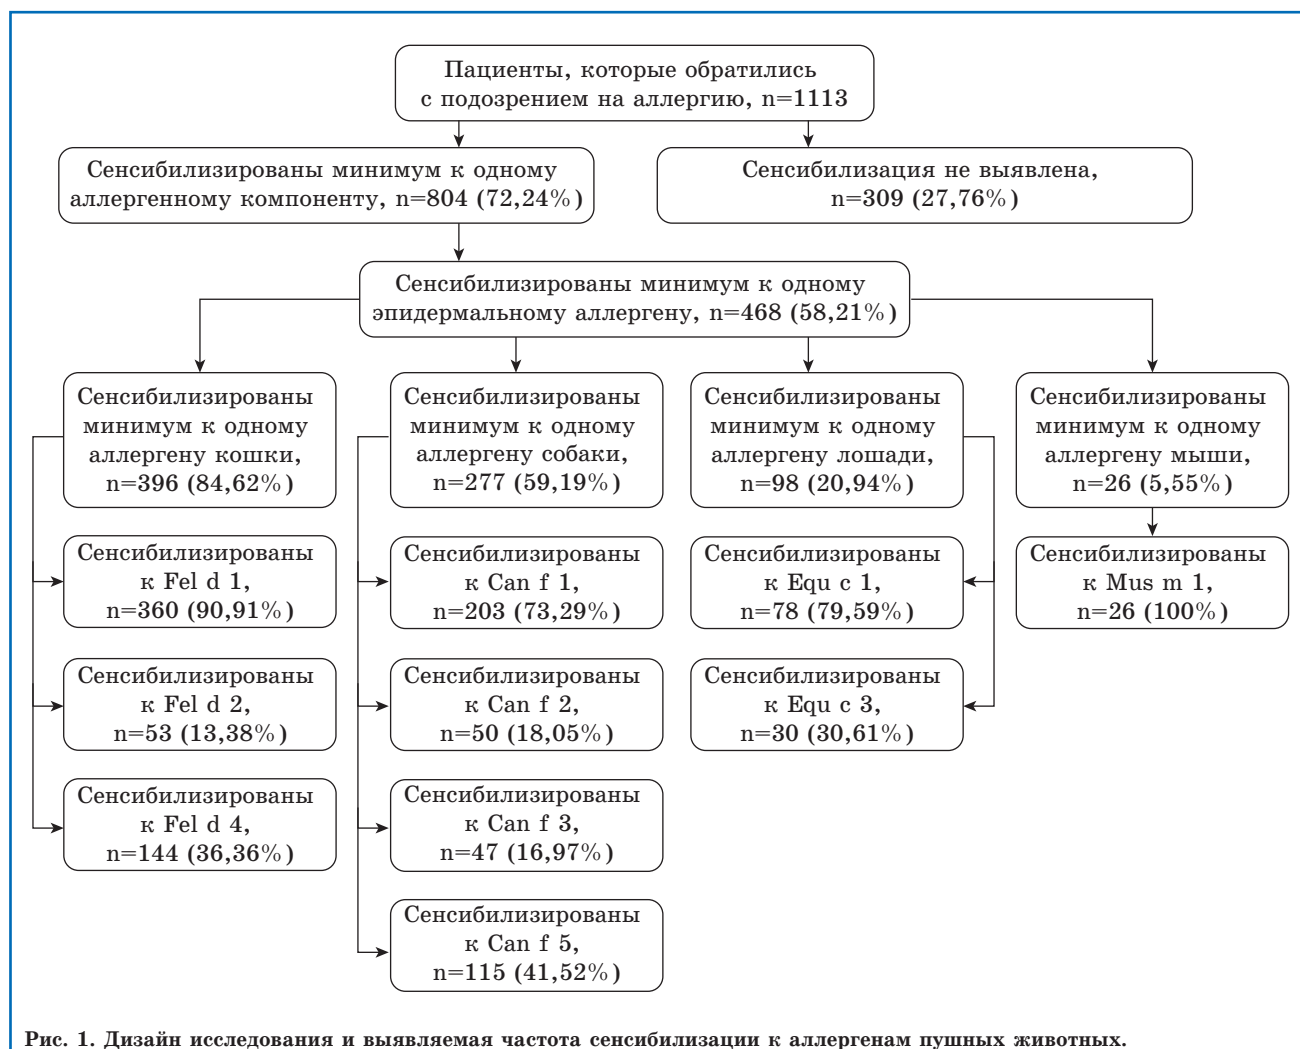 Пациенты, которые обратились
с подозрением на аллергию, n=1113
Сенсибилизированы минимум к одному
аллергенному компоненту, n=804 (72,24%)
Сенсибилизация не выявлена,
n=309 (27,76%)
Сенсибилизированы минимум к одному
эпидермальному аллергену, n=468 (58,21%)
Сенсибилизированы
минимум к одному
аллергену кошки,
n=396 (84,62%)
Сенсибилизированы
минимум к одному
аллергену собаки,
n=277 (59,19%)
Сенсибилизированы
минимум к одному
аллергену лошади,
n=98 (20,94%)
Сенсибилизированы
минимум к одному
аллергену мыши,
n=26 (5,55%)
Сенсибилизированы
к Fel d 1,
n=360 (90,91%)
Сенсибилизированы
к Can f 1,
n=203 (73,29%)
Сенсибилизированы
к Equ c 1,
n=78 (79,59%)
Сенсибилизированы
к Mus m 1,
n=26 (100%)
Сенсибилизированы
к Fel d 2,
n=53 (13,38%)
Сенсибилизированы
к Can f 2,
n=50 (18,05%)
Сенсибилизированы
к Equ c 3,
n=30 (30,61%)
Сенсибилизированы
к Fel d 4,
n=144 (36,36%)
Сенсибилизированы
к Can f 3,
n=47 (16,97%)
Сенсибилизированы
к Can f 5,
n=115 (41,52%)
Рис. 1. Дизайн исследования и выявляемая частота сенсибилизации к аллергенам пушных животных.